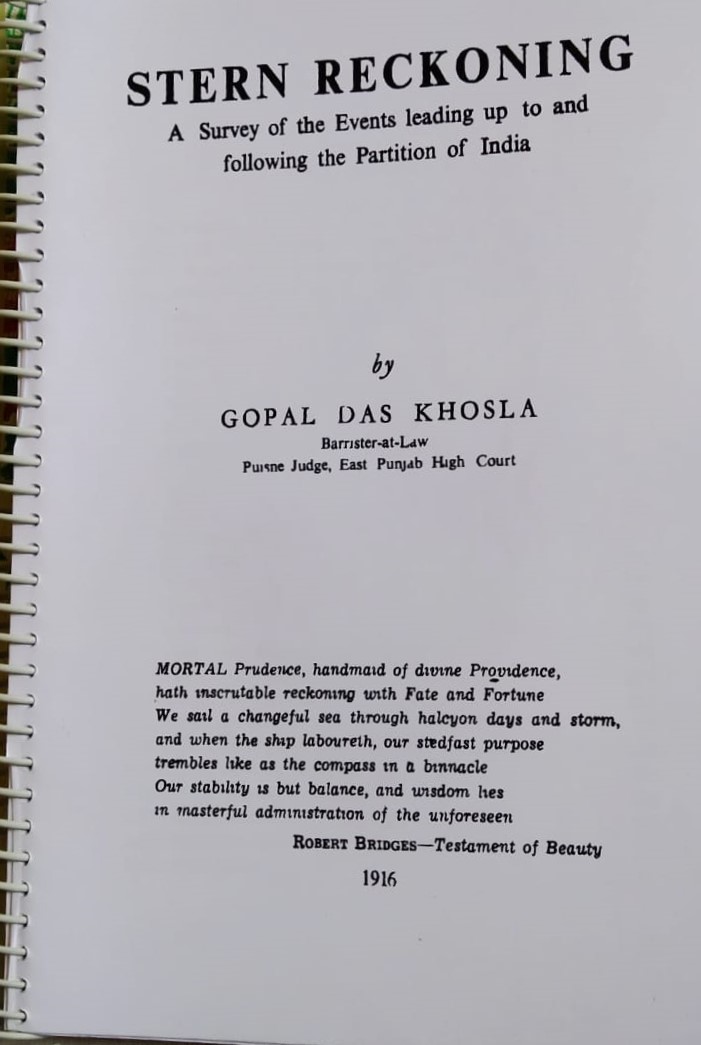 STERN RECKONING
A Survey of the Events leading up to and
following the Partition of India
by
GOPAL DAS KHOSLA
Barrister-at-Law
Puisne Judge, East Punjab High Court
MORTAL Prudence, handmaid of divine Providence,
hath inscrutable reckoning with Fate and Fortune
We sail a changeful sea through halcyon days and storm,
and when the ship laboureth, our stedfast purpose
trembles like as the compass in a binnacle
Our stability is but balance, and wisdom lies
in masterful administration of the unforeseen
ROBERT BRIDGES—Testament of Beauty
1916